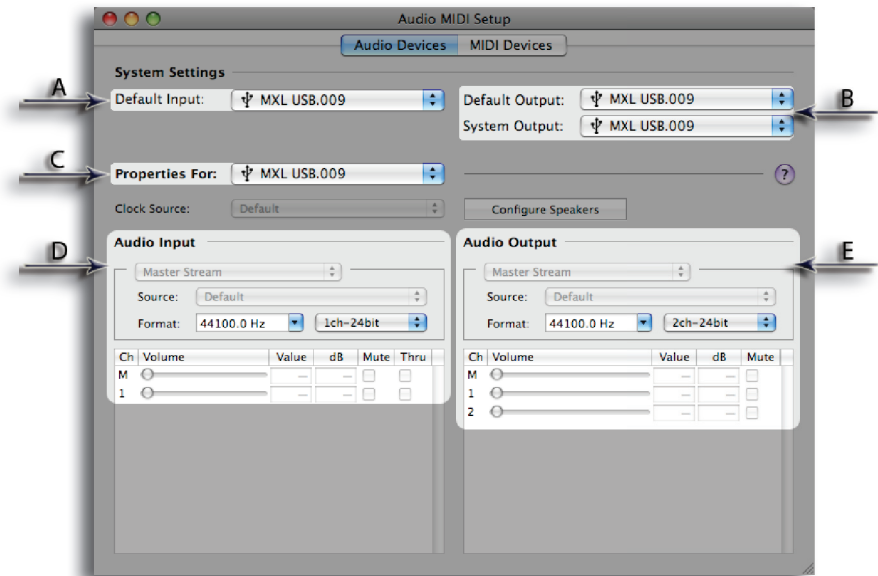 Audio MIDI Setup
Audio Devices MIDI Devices
System Settings
A
Default Input: MXL USB.009
Default Output: MXL USB.009
B
System Output: MXL USB.009
C
Properties For: MXL USB.009
?
Clock Source: Default
Configure Speakers
D
Audio Input
Master Stream
Source: Default
Format: 44100.0 Hz 1ch-24bit
Ch Volume Value dB Mute Thru
M — —
1 — —
Audio Output
E
Master Stream
Source: Default
Format: 44100.0 Hz 2ch-24bit
Ch Volume Value dB Mute
M — —
1 — —
2 — —